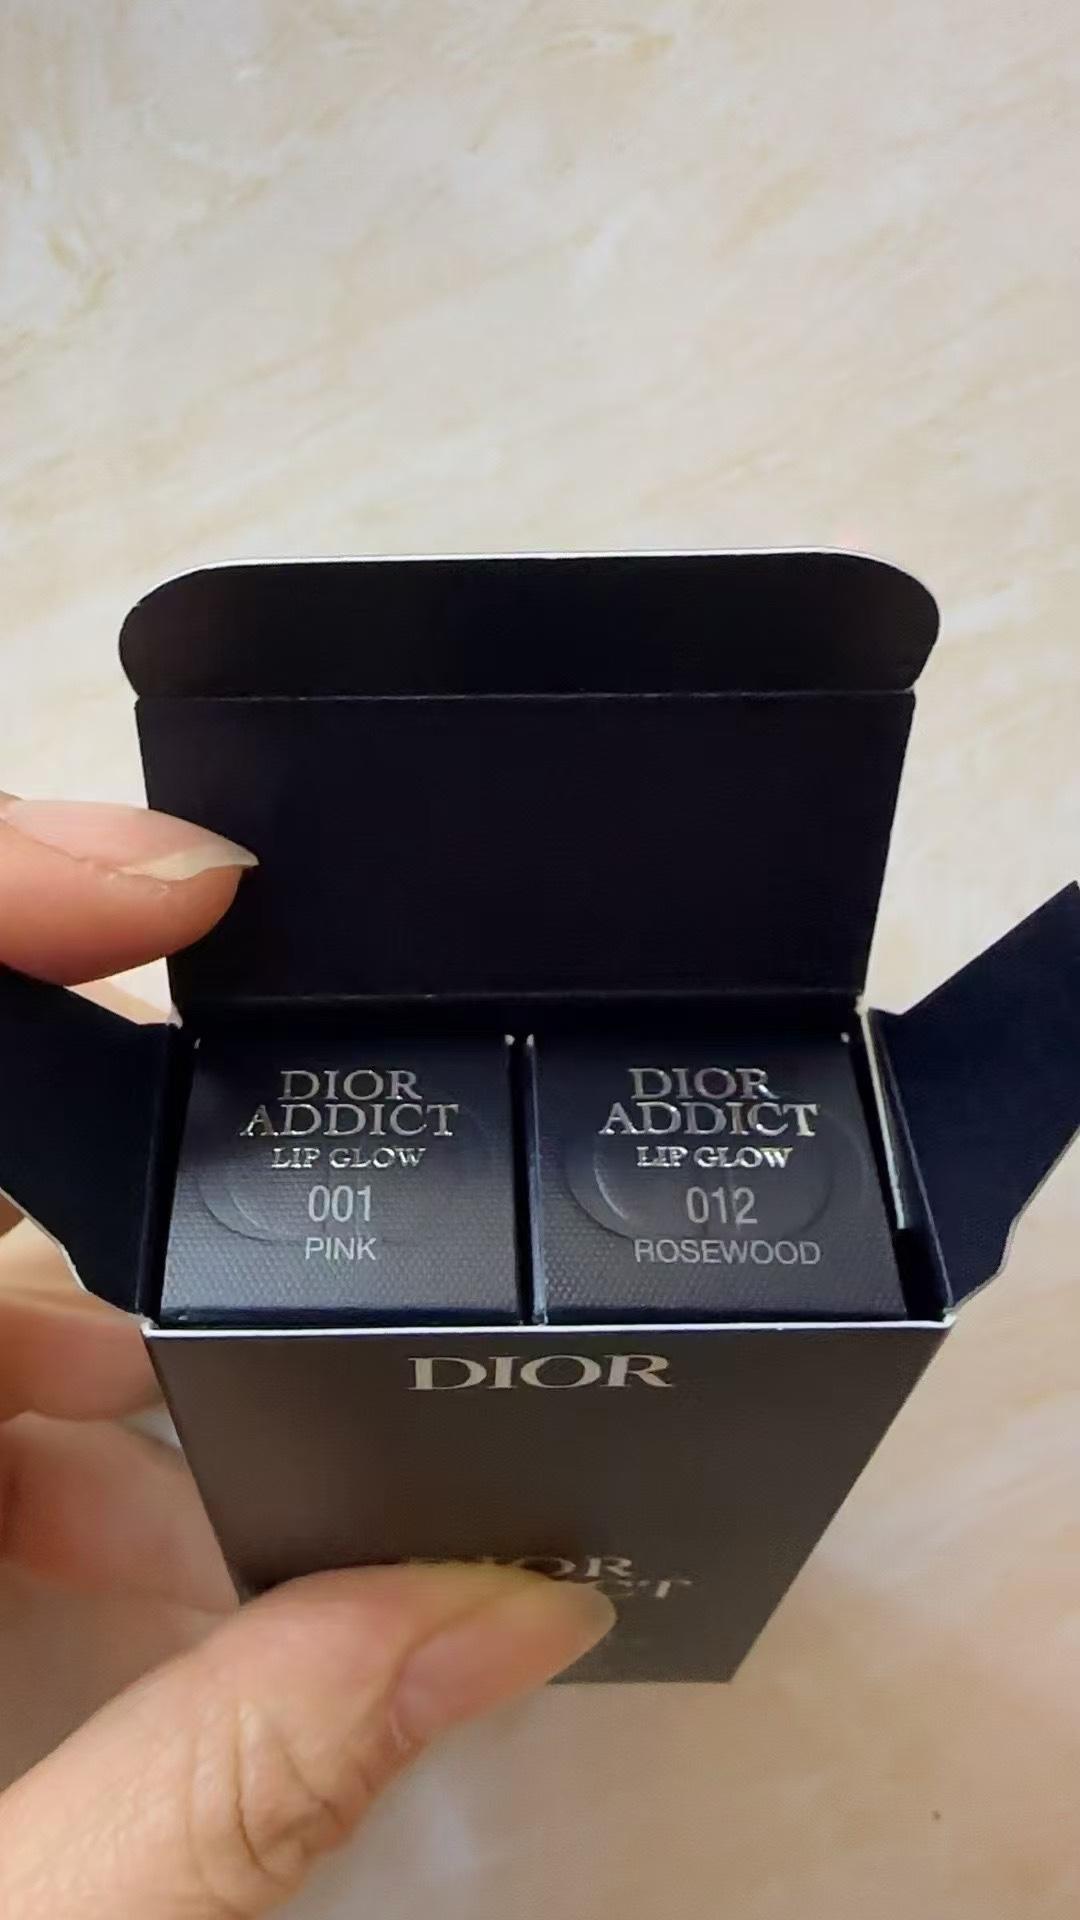 DIOR
ADDICT
LIP GLOW
001
PINK
DIOR
ADDICT
LIP GLOW
012
ROSEWOOD
DIOR